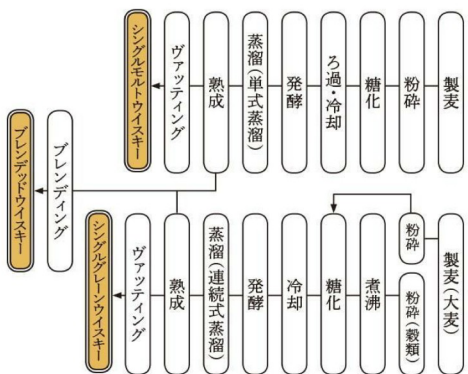 製麦
粉砕
糖化
ろ過・冷却
発酵
蒸溜(単式蒸溜)
熟成
ヴァッティング
シングルモルトウイスキー
製麦(大麦)
粉砕
粉砕(穀類)
煮沸
糖化
冷却
発酵
蒸溜(連続式蒸溜)
熟成
ヴァッティング
シングルグレーンウイスキー
ブレンディング
ブレンデッドウイスキー